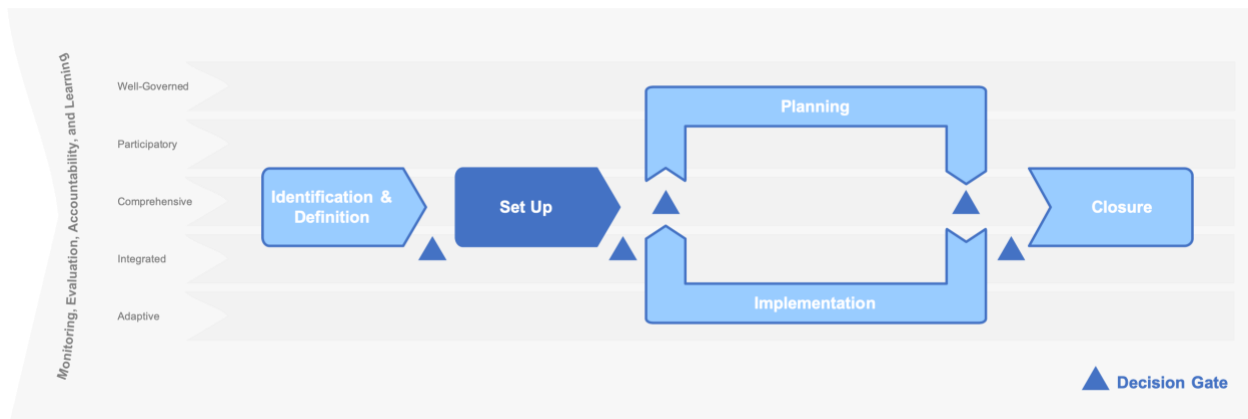 Monitoring, Evaluation, Accountability, and Learning
Well-Governed
Participatory
Comprehensive
Integrated
Adaptive
Identification &
Definition
Set Up
Planning
Implementation
Closure
Decision Gate